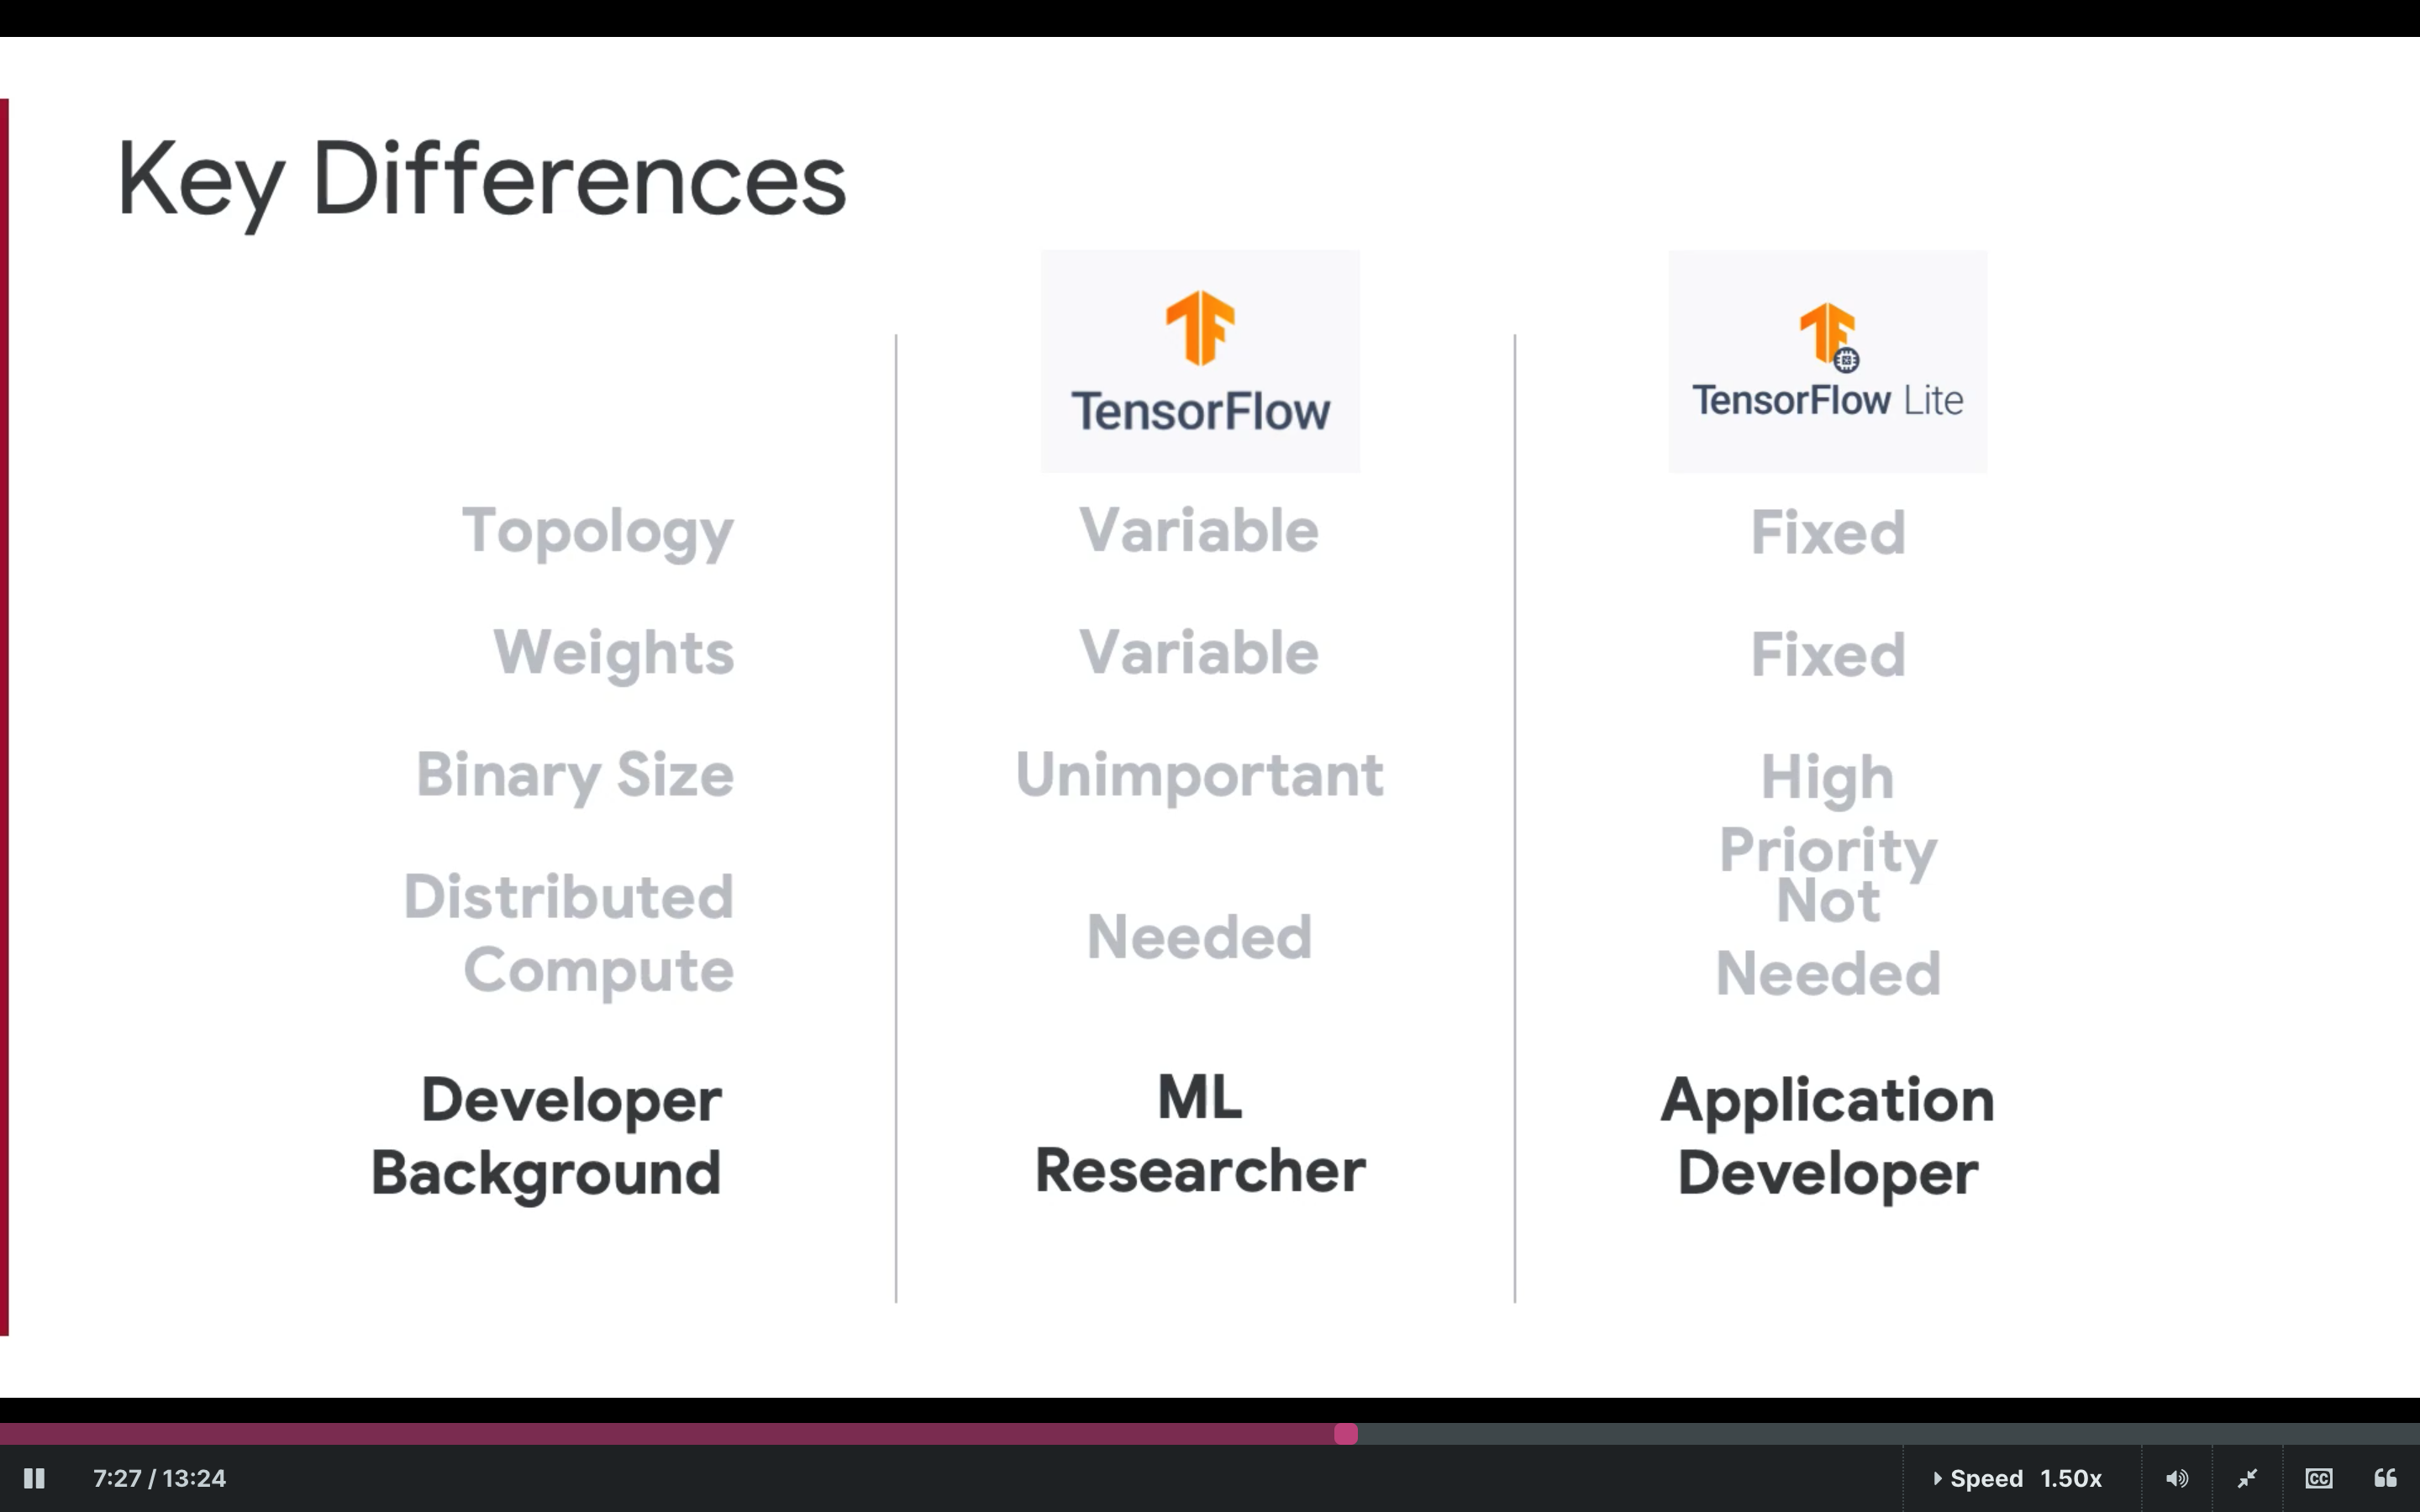 Key Differences
TensorFlow
TensorFlow Lite
Topology
Variable
Fixed
Weights
Variable
Fixed
Binary Size
Unimportant
High
Priority
Distributed
Compute
Needed
Not
Needed
Developer
Background
ML
Researcher
Application
Developer
7:27 / 13:24
Speed 1.50x
CC